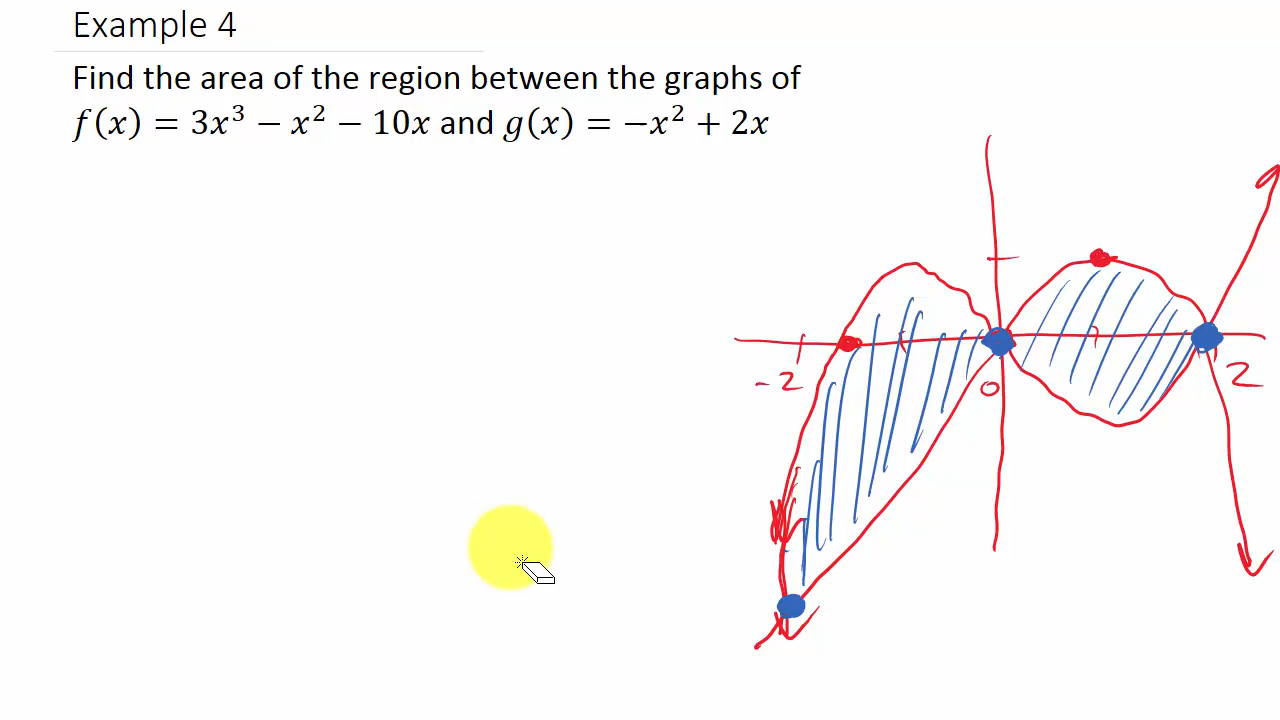 Example 4
Find the area of the region between the graphs of
f(x) = 3x³ − x² − 10x and g(x) = −x² + 2x
-2
0
2